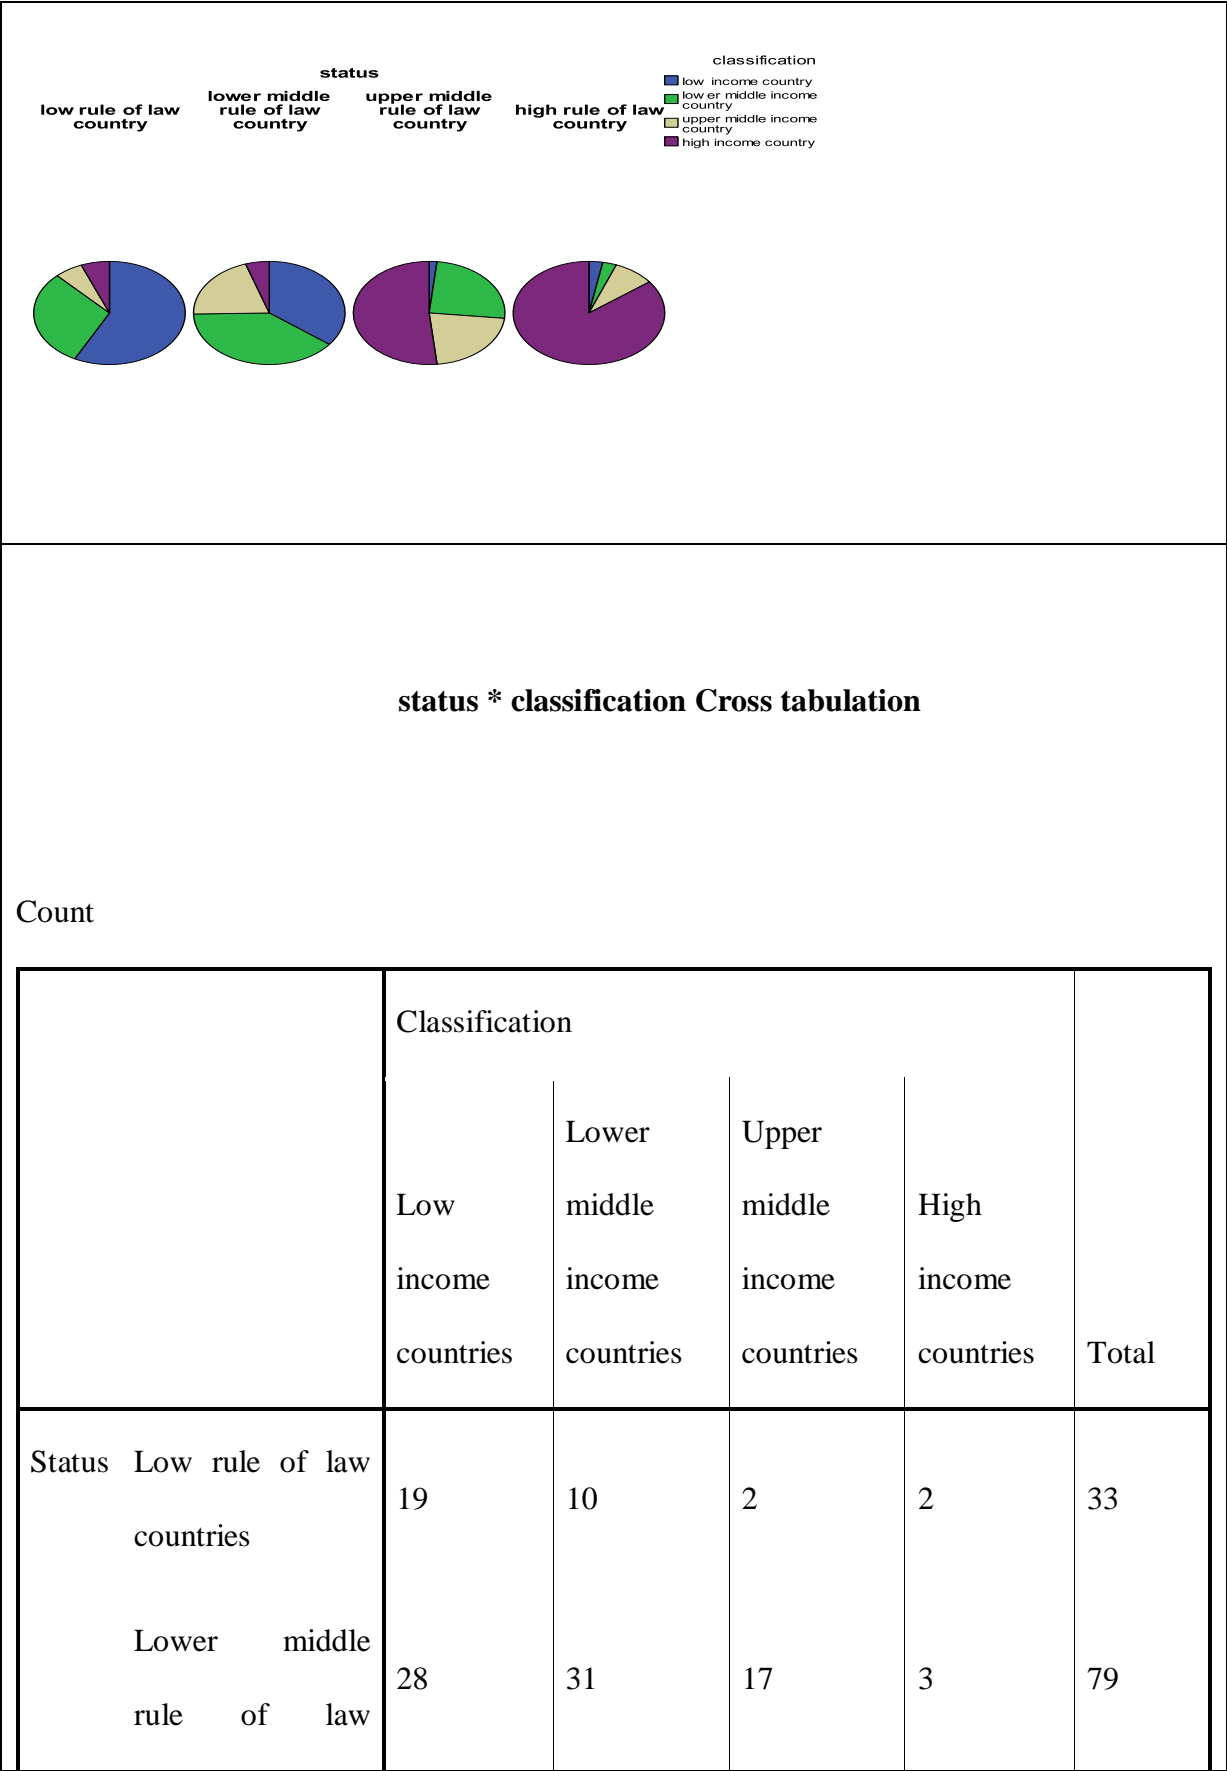 status
low rule of law
country
lower middle
rule of law
country
upper middle
rule of law
country
high rule of law
country
classification
low income country
low er middle income
country
upper middle income
country
high income country
status * classification Cross tabulation
Count
Classification
Low
income
countries
Lower
middle
income
countries
Upper
middle
income
countries
High
income
countries
Total
Status Low rule of law
countries
19 10 2 2 33
Lower middle
rule of law
28 31 17 3 79